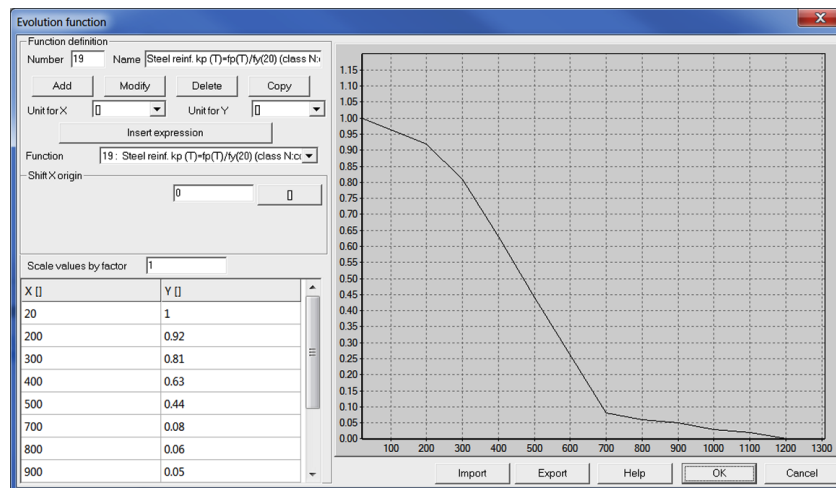 Evolution function
Function definition
Number 19 Name Steel reinf. kp (T)=fp(T)/fy(20) (class N:
Add Modify Delete Copy
Unit for X [] Unit for Y []
Insert expression
Function 19 : Steel reinf. kp (T)=fp(T)/fy(20) (class N:cc
Shift X origin
0 []
Scale values by factor 1
X [] Y []
20 1
200 0.92
300 0.81
400 0.63
500 0.44
700 0.08
800 0.06
900 0.05
1.15
1.10
1.05
1.00
0.95
0.90
0.85
0.80
0.75
0.70
0.65
0.60
0.55
0.50
0.45
0.40
0.35
0.30
0.25
0.20
0.15
0.10
0.05
0.00
100 200 300 400 500 600 700 800 900 1000 1100 1200 1300
Import Export Help OK Cancel